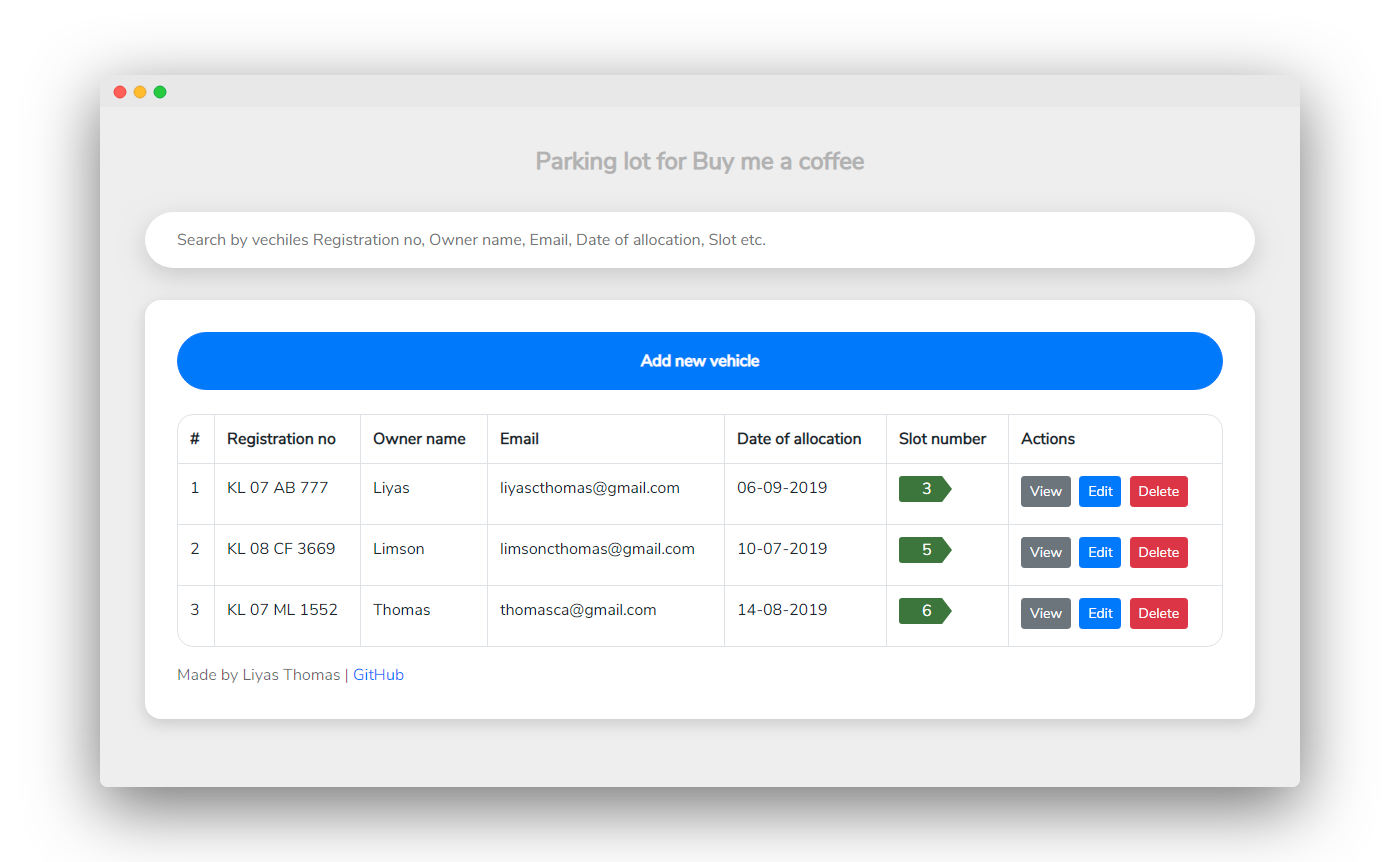 Parking lot for Buy me a coffee
Search by vechiles Registration no, Owner name, Email, Date of allocation, Slot etc.
Add new vehicle
# Registration no Owner name Email Date of allocation Slot number Actions
1 KL 07 AB 777 Liyas liyascthomas@gmail.com 06-09-2019 3 View Edit Delete
2 KL 08 CF 3669 Limson limsoncthomas@gmail.com 10-07-2019 5 View Edit Delete
3 KL 07 ML 1552 Thomas thomasca@gmail.com 14-08-2019 6 View Edit Delete
Made by Liyas Thomas | GitHub